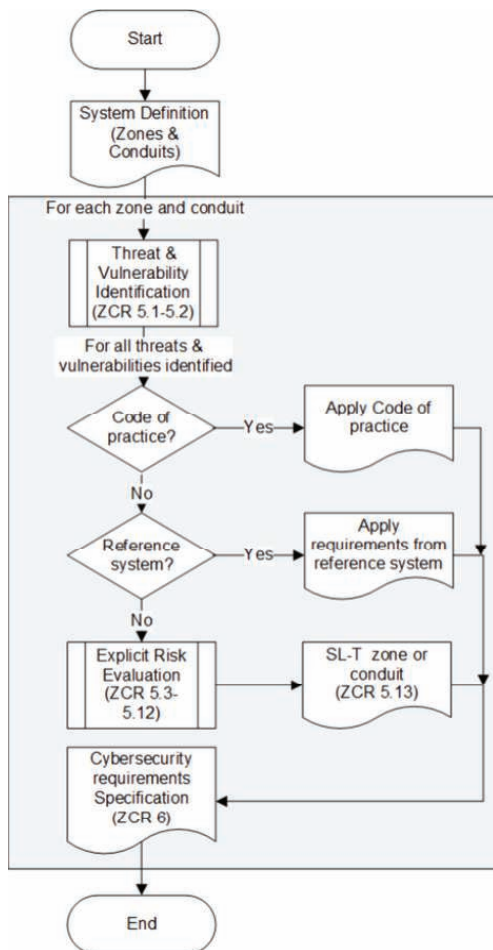 Start
System Definition
(Zones &
Conduits)
For each zone and conduit
Threat &
Vulnerability
Identification
(ZCR 5.1-5.2)
For all threats &
vulnerabilities identified
Code of
practice?
Yes
Apply Code of
practice
No
Reference
system?
Yes
Apply
requirements from
reference system
No
Explicit Risk
Evaluation
(ZCR 5.3-
5.12)
SL-T zone or
conduit
(ZCR 5.13)
Cybersecurity
requirements
Specification
(ZCR 6)
End